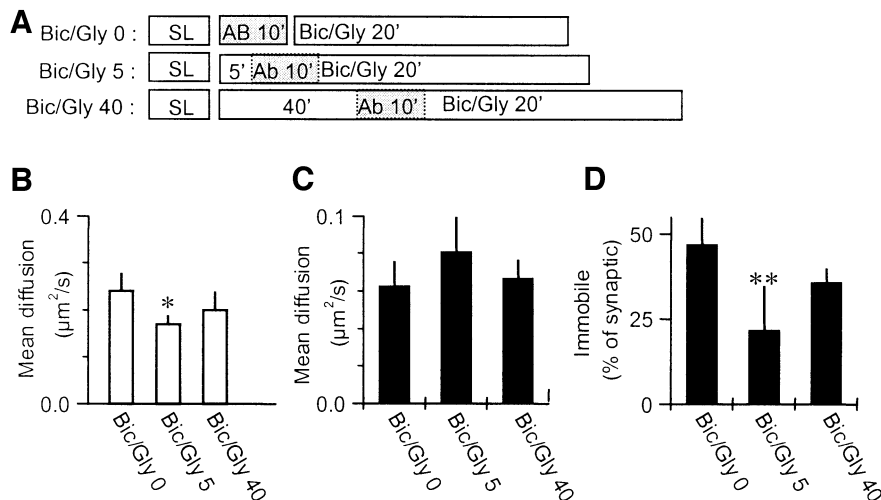 A
Bic/Gly 0 : SL AB 10' Bic/Gly 20'
Bic/Gly 5 : SL 5' Ab 10' Bic/Gly 20'
Bic/Gly 40 : SL 40' Ab 10' Bic/Gly 20'
B
0.4
0.0
Mean diffusion
(µm²/s)
*
Bic/Gly 0
Bic/Gly 5
Bic/Gly 40
C
0.1
0.0
Mean diffusion
(µm²/s)
Bic/Gly 0
Bic/Gly 5
Bic/Gly 40
D
50
25
0
Immobile
(% of synaptic)
**
Bic/Gly 0
Bic/Gly 5
Bic/Gly 40